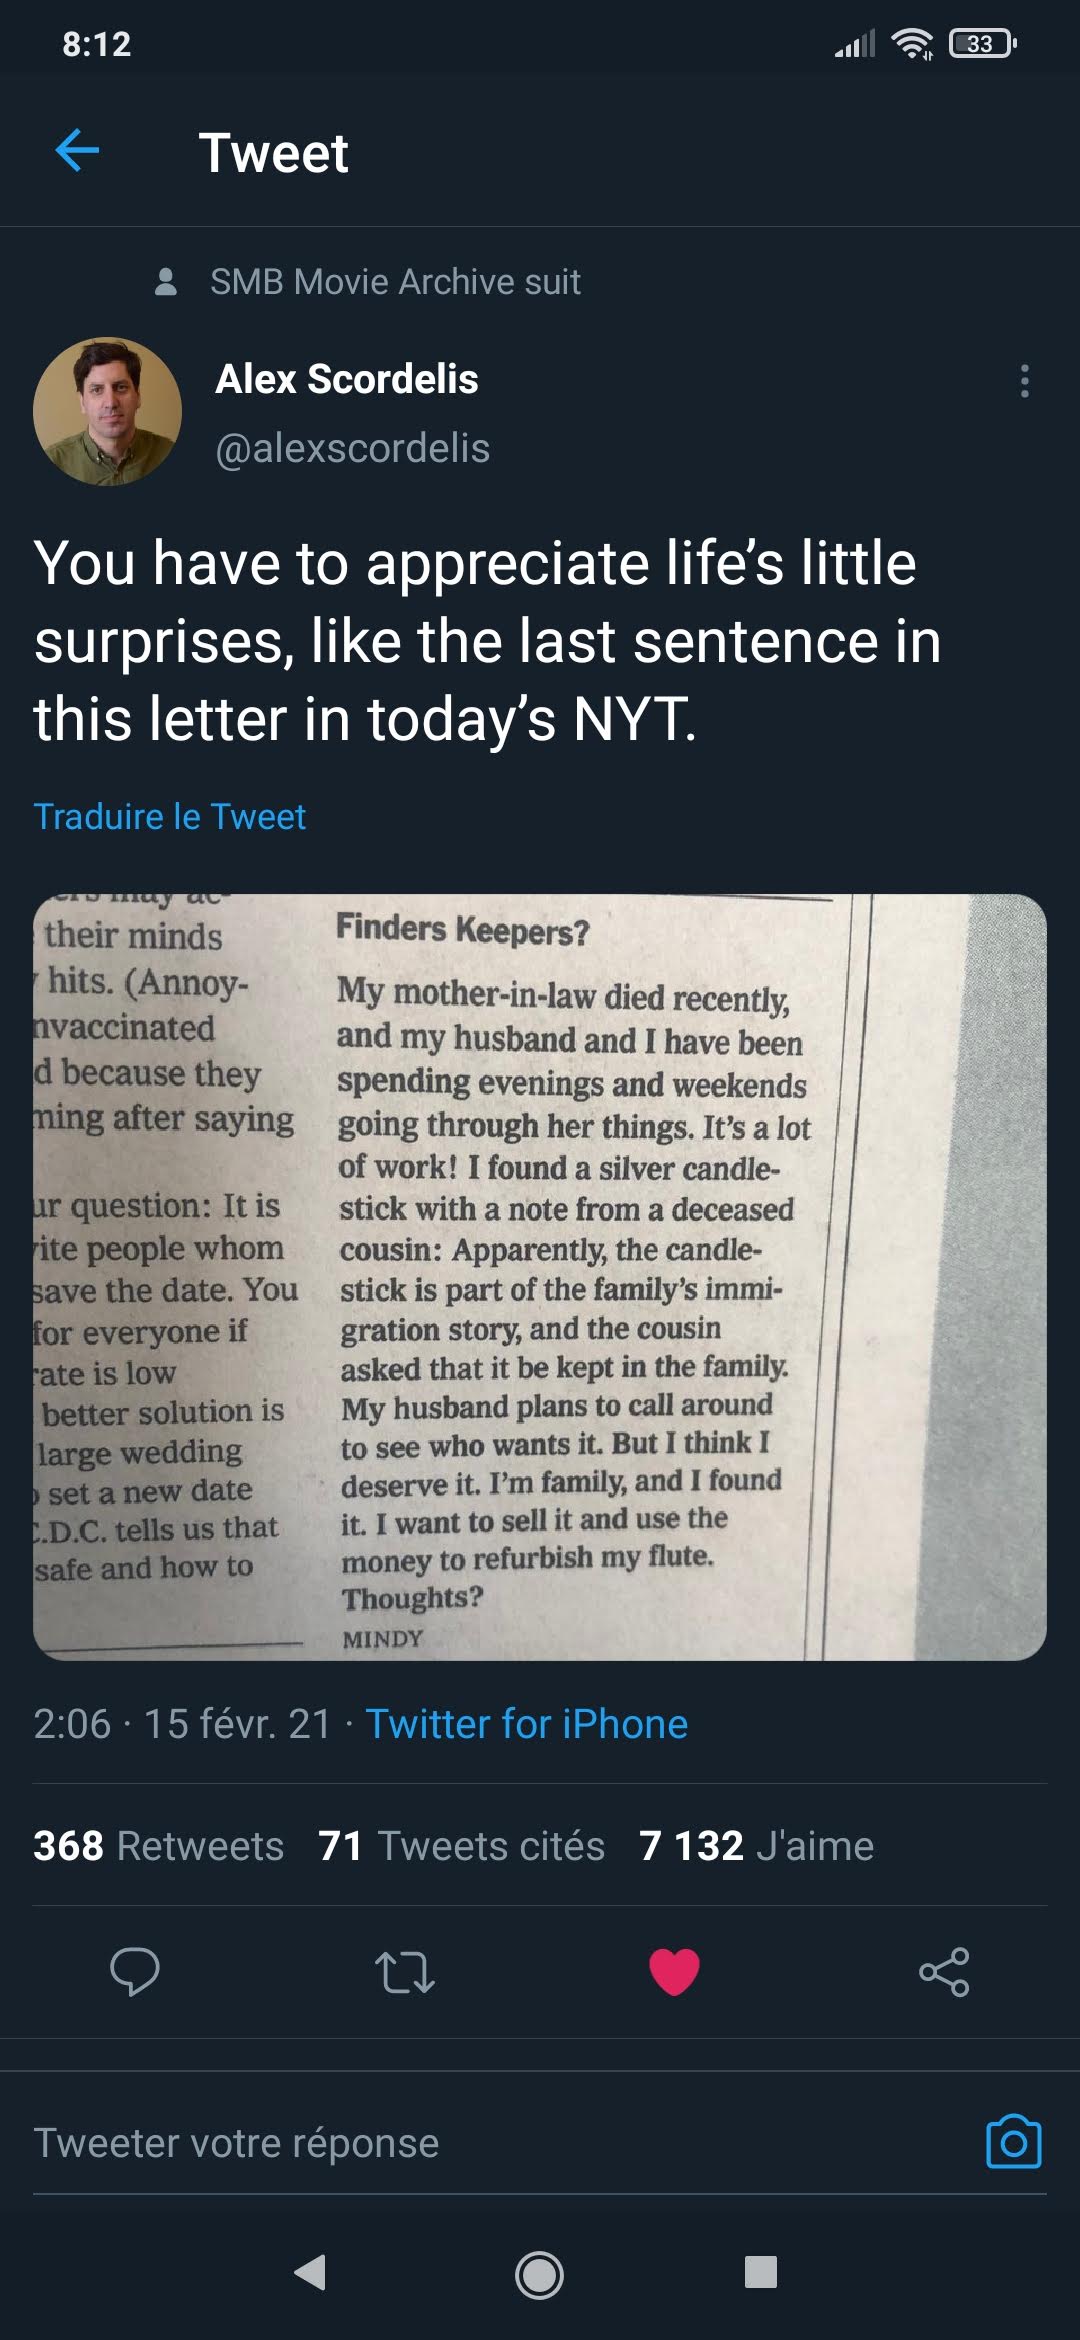 8:12
33
Tweet
SMB Movie Archive suit
Alex Scordelis
@alexscordelis
You have to appreciate life’s little
surprises, like the last sentence in
this letter in today’s NYT.
Traduire le Tweet
their minds
hits. (Annoy-
nvaccinated
d because they
ning after saying
ur question: It is
rite people whom
save the date. You
for everyone if
rate is low
better solution is
large wedding
set a new date
C.D.C. tells us that
safe and how to
Finders Keepers?
My mother-in-law died recently,
and my husband and I have been
spending evenings and weekends
going through her things. It’s a lot
of work! I found a silver candle-
stick with a note from a deceased
cousin: Apparently, the candle-
stick is part of the family’s immi-
gration story, and the cousin
asked that it be kept in the family.
My husband plans to call around
to see who wants it. But I think I
deserve it. I’m family, and I found
it. I want to sell it and use the
money to refurbish my flute.
Thoughts?
MINDY
2:06 · 15 févr. 21 · Twitter for iPhone
368 Retweets 71 Tweets cités 7 132 J'aime
Tweeter votre réponse